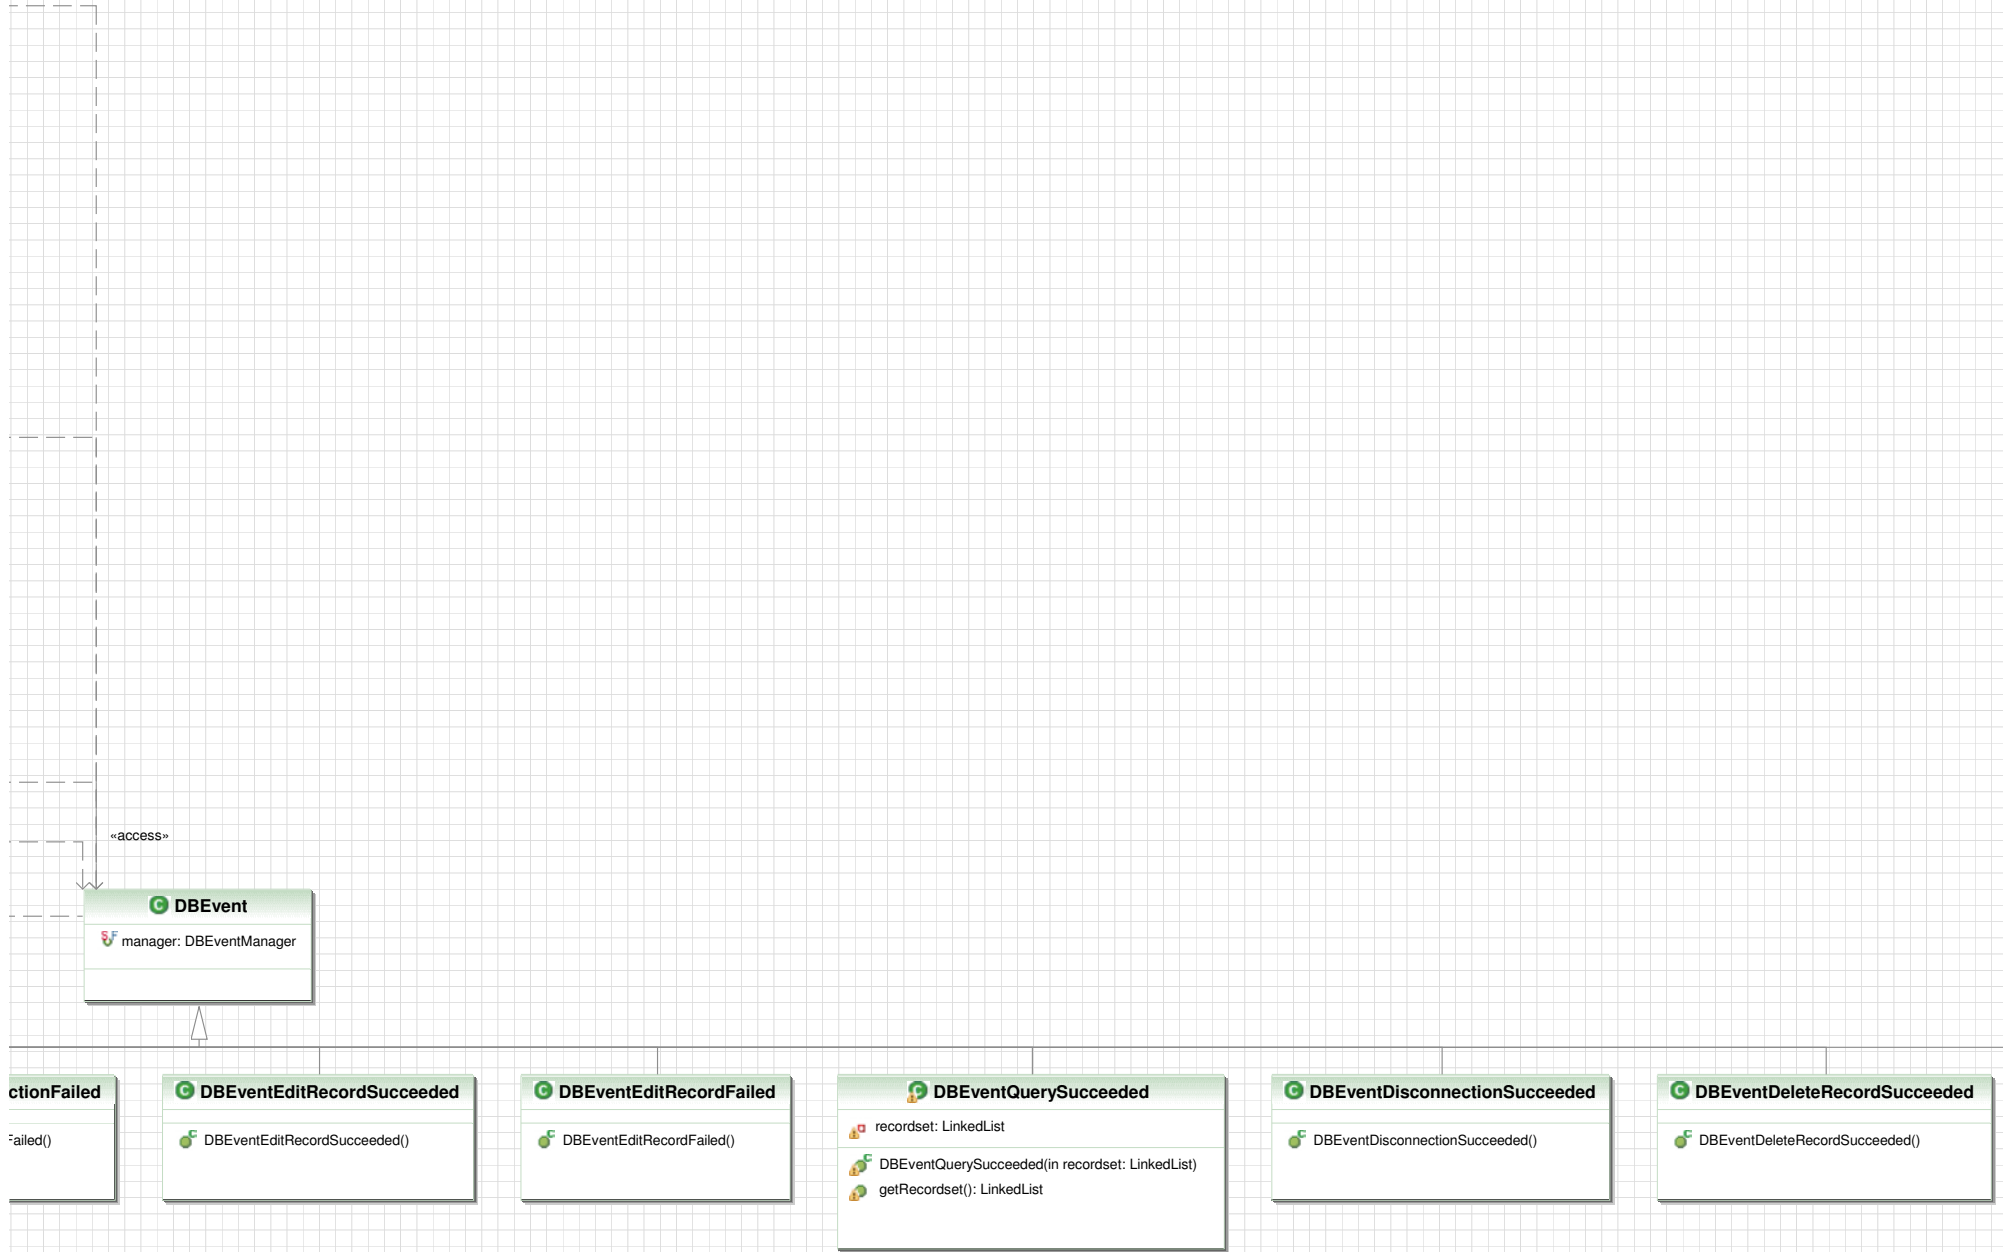 «access»
DBEvent
manager: DBEventManager
ctionFailed
Failed()
DBEventEditRecordSucceeded
DBEventEditRecordSucceeded()
DBEventEditRecordFailed
DBEventEditRecordFailed()
DBEventQuerySucceeded
recordset: LinkedList
DBEventQuerySucceeded(in recordset: LinkedList)
getRecordset(): LinkedList
DBEventDisconnectionSucceeded
DBEventDisconnectionSucceeded()
DBEventDeleteRecordSucceeded
DBEventDeleteRecordSucceeded()